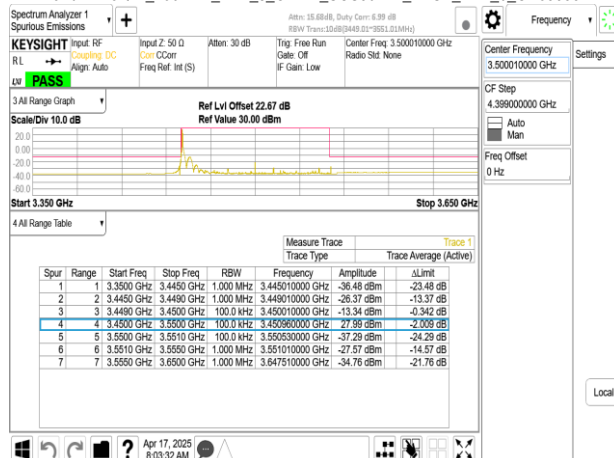 Spectrum Analyzer 1
Spurious Emissions
Attn: 15.68dB, Duty Corr: 6.99 dB
RBW Trans:10dB(3449.01~3551.01MHz)
Frequency
KEYSIGHT
RL
LXI PASS
Input: RF
Coupling: DC
Align: Auto
Input Z: 50 Ω
Corr CCorr
Freq Ref: Int (S)
Atten: 30 dB
Trig: Free Run
Gate: Off
IF Gain: Low
Center Freq: 3.500010000 GHz
Radio Std: None
Center Frequency
3.500010000 GHz
Settings
CF Step
4.399000000 GHz
Auto
Man
Freq Offset
0 Hz
3 All Range Graph
Scale/Div 10.0 dB
Ref Lvl Offset 22.67 dB
Ref Value 30.00 dBm
20.0
0.00
-20.0
-40.0
-60.0
Start 3.350 GHz
Stop 3.650 GHz
4 All Range Table
Measure Trace Trace 1
Trace Type Trace Average (Active)
Spur Range Start Freq Stop Freq RBW Frequency Amplitude ΔLimit
1 1 3.3500 GHz 3.4450 GHz 1.000 MHz 3.445010000 GHz -36.48 dBm -23.48 dB
2 2 3.4450 GHz 3.4490 GHz 1.000 MHz 3.449010000 GHz -26.37 dBm -13.37 dB
3 3 3.4490 GHz 3.4500 GHz 100.0 kHz 3.450010000 GHz -13.34 dBm -0.342 dB
4 4 3.4500 GHz 3.5500 GHz 100.0 kHz 3.450960000 GHz 27.99 dBm -2.009 dB
5 5 3.5500 GHz 3.5510 GHz 100.0 kHz 3.550530000 GHz -37.29 dBm -24.29 dB
6 6 3.5510 GHz 3.5550 GHz 1.000 MHz 3.551010000 GHz -27.57 dBm -14.57 dB
7 7 3.5550 GHz 3.6500 GHz 1.000 MHz 3.647510000 GHz -34.76 dBm -21.76 dB
Local
Apr 17, 2025
8:03:32 AM